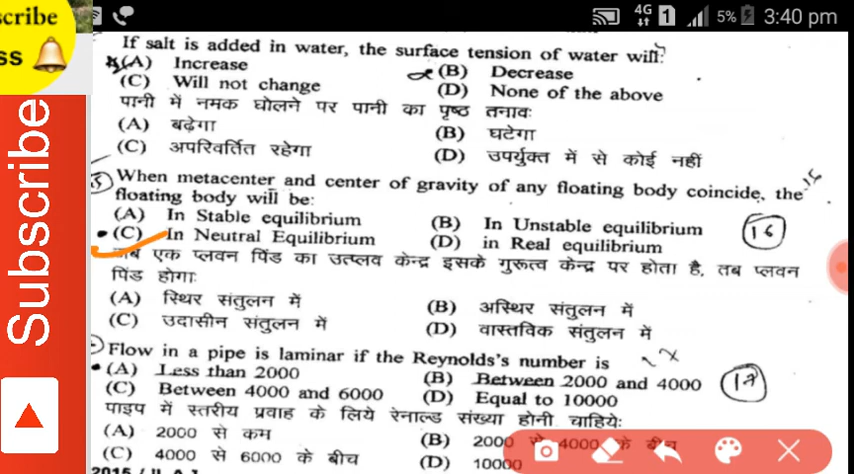 4G 1 5% 3:40 pm
scribe
ss
Subscribe
If salt is added in water, the surface tension of water will:
(A) Increase (B) Decrease
(C) Will not change (D) None of the above
पानी में नमक घोलने पर पानी का पृष्ठ तनावः
(A) बढ़ेगा (B) घटेगा
(C) अपरिवर्तित रहेगा (D) उपर्युक्त में से कोई नहीं
When metacenter and center of gravity of any floating body coincide, the
floating body will be:
(A) In Stable equilibrium (B) In Unstable equilibrium
(C) In Neutral Equilibrium (D) in Real equilibrium
16
एक प्लवन पिंड का उत्प्लव केन्द्र इसके गुरूत्व केन्द्र पर होता है, तब प्लवन
पिंड होगाः
(A) स्थिर संतुलन में (B) अस्थिर संतुलन में
(C) उदासीन संतुलन में (D) वास्तविक संतुलन में
Flow in a pipe is laminar if the Reynolds's number is
(A) Less than 2000 (B) Between 2000 and 4000
(C) Between 4000 and 6000 (D) Equal to 10000
पाइप में स्तरीय प्रवाह के लिये रेनाल्ड संख्या होनी चाहियेः
(A) 2000 से कम (B) 2000 से 4000 के बीच
(C) 4000 से 6000 के बीच (D) 10000